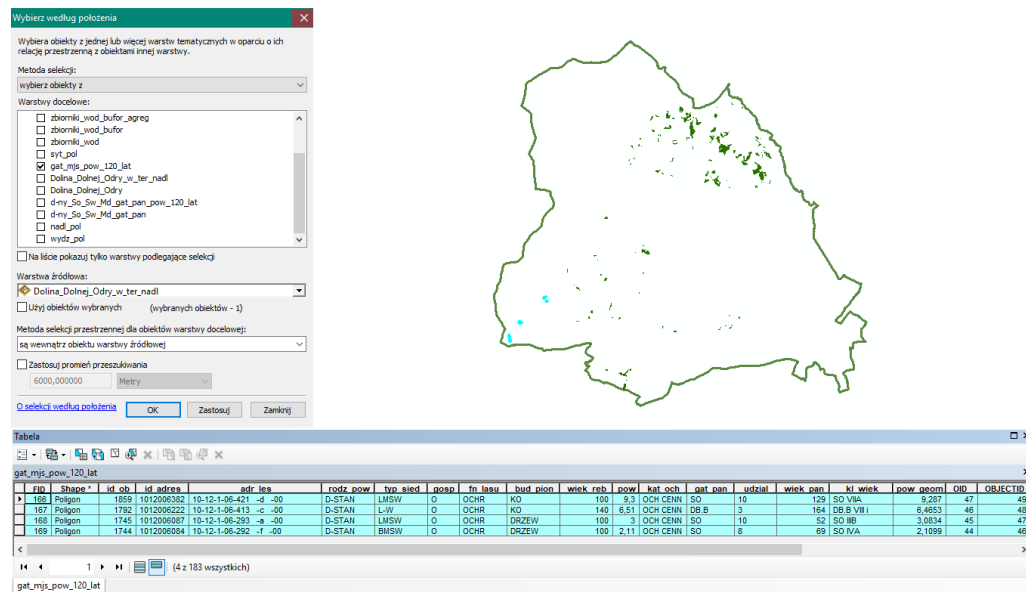 Wybierz według położenia
Wybiera obiekty z jednej lub więcej warstw tematycznych w oparciu o ich
relację przestrzenną z obiektami innej warstwy.
Metoda selekcji:
wybierz obiekty z
Warstwy docelowe:
zbiorniki_wod_bufor_agreg
zbiorniki_wod_bufor
zbiorniki_wod
syt_pol
gat_mjs_pow_120_lat
Dolina_Dolnej_Odry_w_ter_nadl
Dolina_Dolnej_Odry
d-ny_So_Sw_Md_gat_pan_pow_120_lat
d-ny_So_Sw_Md_gat_pan
nadl_pol
wydz_pol
Na liście pokazuj tylko warstwy podlegające selekcji
Warstwa źródłowa:
Dolina_Dolnej_Odry_w_ter_nadl
Użyj obiektów wybranych (wybranych obiektów - 1)
Metoda selekcji przestrzennej dla obiektów warstwy docelowej:
są wewnątrz obiektu warstwy źródłowej
Zastosuj promień przeszukiwania
6000,000000 Metry
O selekcji według położenia OK Zastosuj Zamknij
Tabela
gat_mjs_pow_120_lat
FID Shape * id_ob id_adres adr_les rodz_pow typ_sied gosp fn_lasu bud_pion wiek_reb pow kat_och gat_pan udzial wiek_pan kl_wiek pow_geom OID OBJECTID
166 Poligon 1859 1012006382 10-12-1-06-421 -d -00 D-STAN LMSW O OCHR KO 100 9,3 OCH CENN SO 10 129 SO VIIA 9,287 47 49
167 Poligon 1792 1012006222 10-12-1-06-413 -c -00 D-STAN L-W O OCHR KO 140 6,51 OCH CENN DB.B 3 164 DB.B VIII i 6,4653 46 48
168 Poligon 1745 1012006087 10-12-1-06-293 -a -00 D-STAN LMSW O OCHR DRZEW 100 3 OCH CENN SO 10 52 SO IIIB 3,0834 45 47
169 Poligon 1744 1012006084 10-12-1-06-292 -f -00 D-STAN BMSW O OCHR DRZEW 100 2,11 OCH CENN SO 8 69 SO IVA 2,1099 44 46
1 (4 z 183 wszystkich)
gat_mjs_pow_120_lat